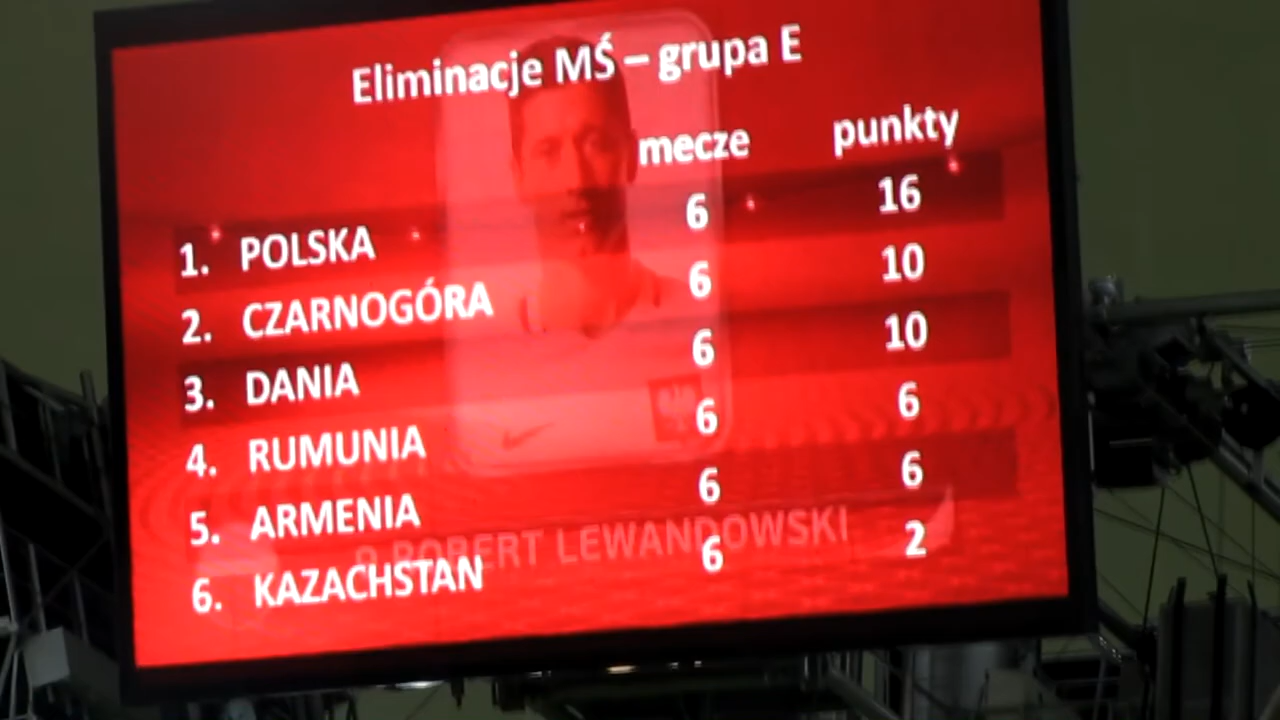 Eliminacje MŚ – grupa E
mecze punkty
1. POLSKA 6 16
2. CZARNOGÓRA 6 10
3. DANIA 6 10
4. RUMUNIA 6 6
5. ARMENIA 6 6
9 ROBERT LEWANDOWSKI
6. KAZACHSTAN 6 2